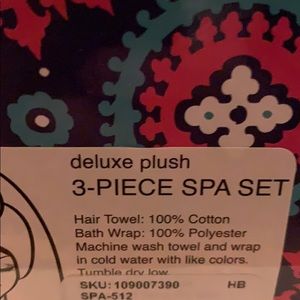 deluxe plush
3-PIECE SPA SET
Hair Towel: 100% Cotton
Bath Wrap: 100% Polyester
Machine wash towel and wrap
in cold water with like colors.
Tumble dry low.
SKU: 109007390 HB
SPA-512